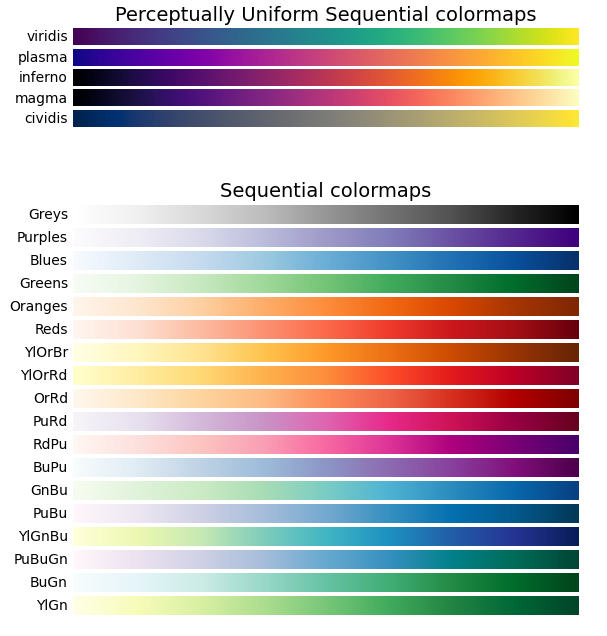 Perceptually Uniform Sequential colormaps
viridis
plasma
inferno
magma
cividis
Sequential colormaps
Greys
Purples
Blues
Greens
Oranges
Reds
YlOrBr
YlOrRd
OrRd
PuRd
RdPu
BuPu
GnBu
PuBu
YlGnBu
PuBuGn
BuGn
YlGn